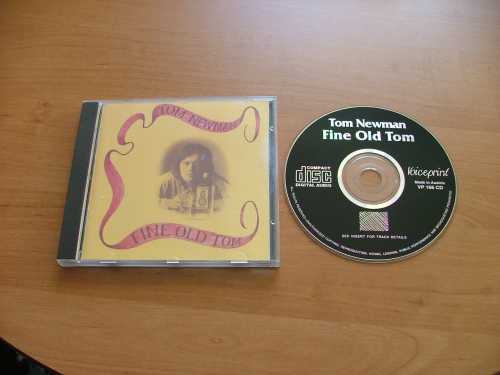 TOM NEWMAN
FINE OLD TOM
Tom Newman
Fine Old Tom
COMPACT
disc
DIGITAL AUDIO
Voiceprint
Made in Austria
VP 166 CD
SEE INSERT FOR TRACK DETAILS